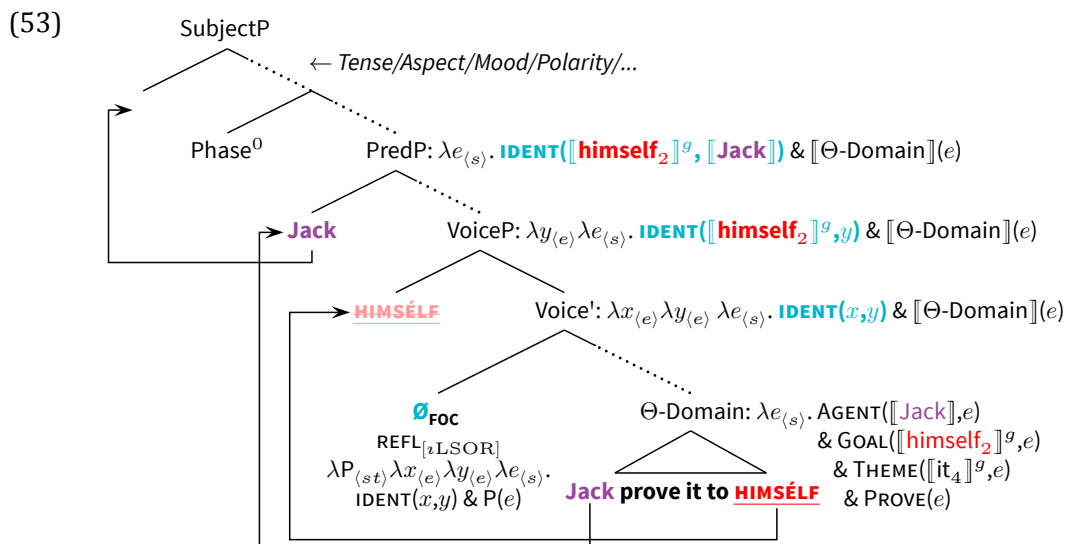 (53)
SubjectP
← Tense/Aspect/Mood/Polarity/...
Phase⁰ PredP: λe⟨s⟩. IDENT(⟦himself₂⟧ᵍ, ⟦Jack⟧) & ⟦Θ-Domain⟧(e)
Jack VoiceP: λy⟨e⟩λe⟨s⟩. IDENT(⟦himself₂⟧ᵍ,y) & ⟦Θ-Domain⟧(e)
HIMSÉLF Voice': λx⟨e⟩λy⟨e⟩ λe⟨s⟩. IDENT(x,y) & ⟦Θ-Domain⟧(e)
Ø_FOC Θ-Domain: λe⟨s⟩. AGENT(⟦Jack⟧,e)
REFL[ıLSOR] & GOAL(⟦himself₂⟧ᵍ,e)
λP⟨st⟩λx⟨e⟩λy⟨e⟩λe⟨s⟩. & THEME(⟦it₄⟧ᵍ,e)
IDENT(x,y) & P(e) Jack prove it to HIMSÉLF & PROVE(e)